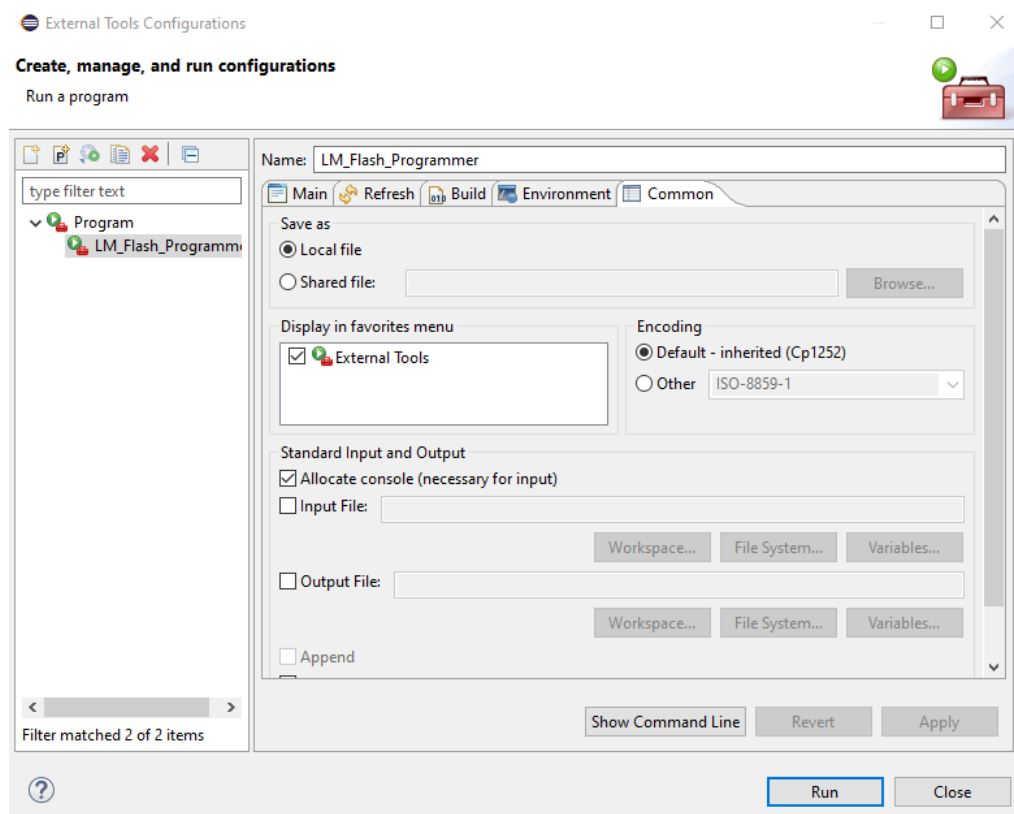 External Tools Configurations
Create, manage, and run configurations
Run a program
type filter text
Program
LM_Flash_Programm
Filter matched 2 of 2 items
Name: LM_Flash_Programmer
Main Refresh Build Environment Common
Save as
Local file
Shared file: Browse...
Display in favorites menu
External Tools
Encoding
Default - inherited (Cp1252)
Other ISO-8859-1
Standard Input and Output
Allocate console (necessary for input)
Input File:
Workspace... File System... Variables...
Output File:
Workspace... File System... Variables...
Append
Show Command Line Revert Apply
Run Close